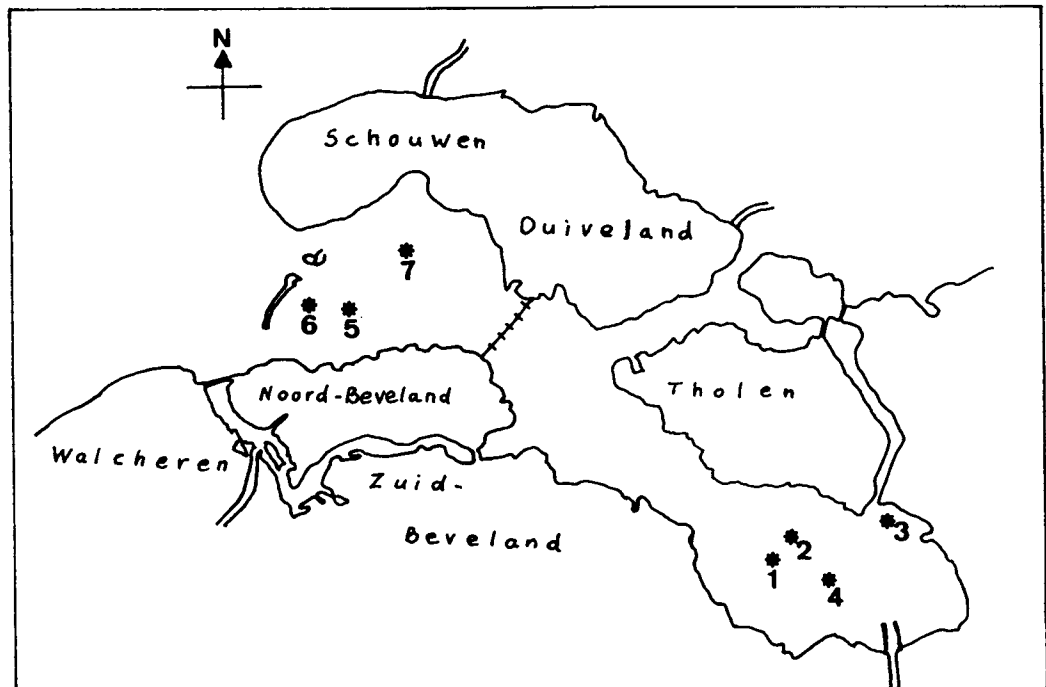 N
Schouwen
Duiveland
7
6 5
Tholen
Noord-Beveland
Walcheren
Zuid-
Beveland
3
2
1
4